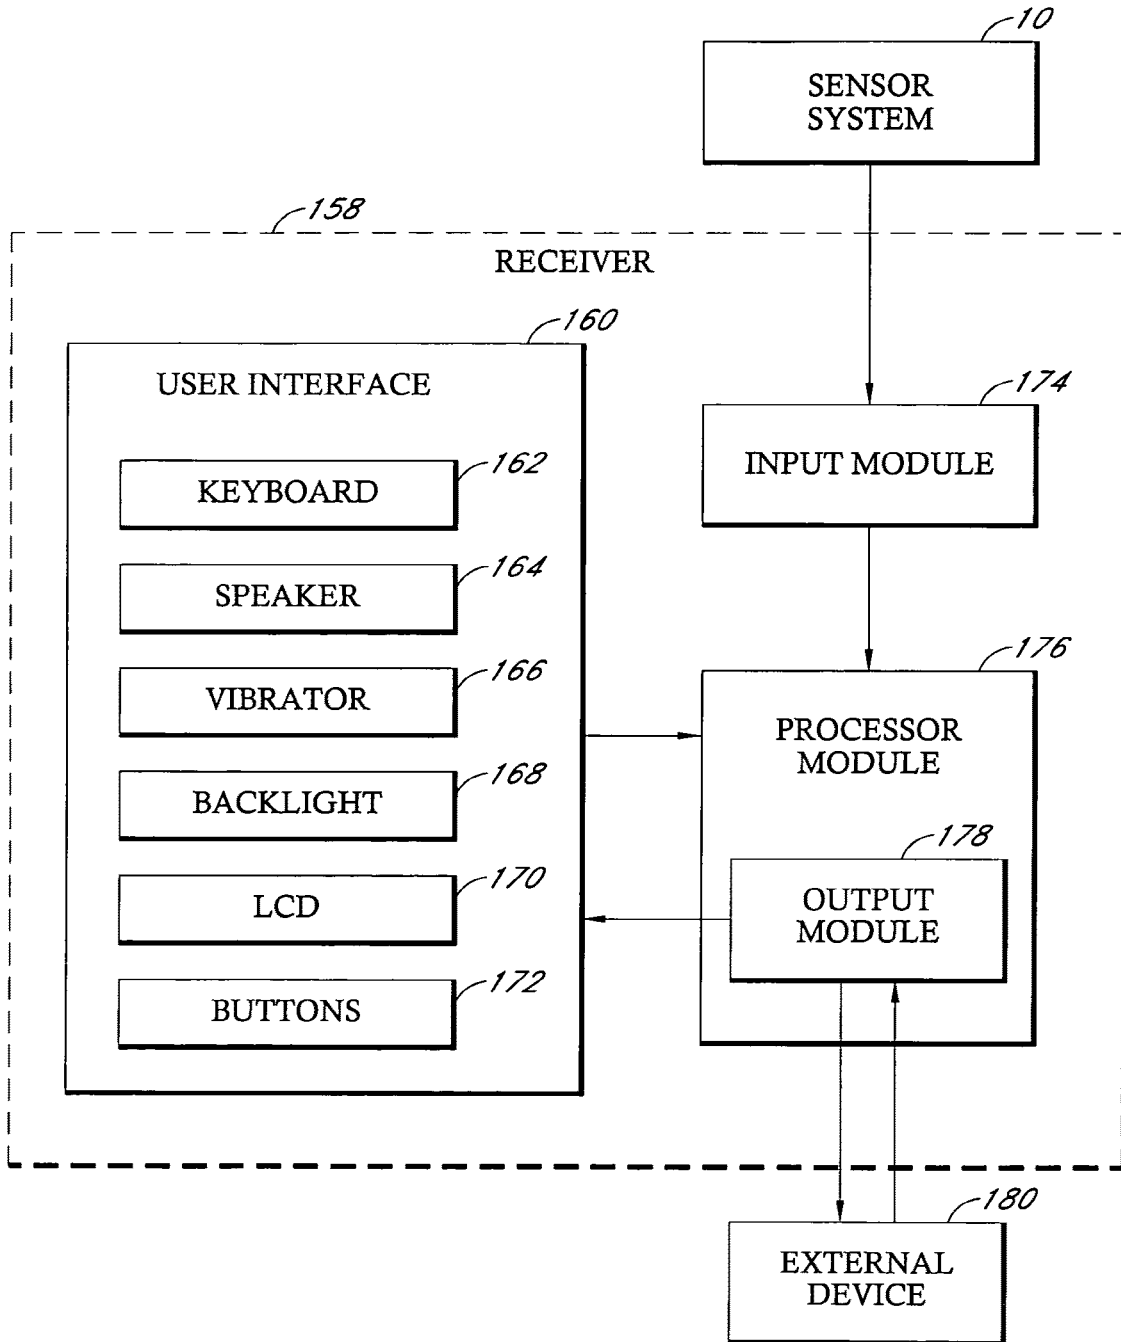 10
SENSOR
SYSTEM
158
RECEIVER
160
USER INTERFACE
174
INPUT MODULE
162
KEYBOARD
164
SPEAKER
166
VIBRATOR
168
BACKLIGHT
170
LCD
172
BUTTONS
176
PROCESSOR
MODULE
178
OUTPUT
MODULE
180
EXTERNAL
DEVICE